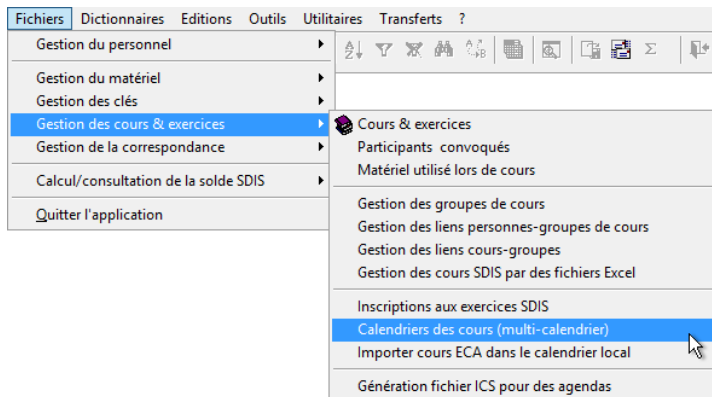 Fichiers Dictionnaires Editions Outils Utilitaires Transferts ?
Gestion du personnel
Gestion du matériel
Gestion des clés
Gestion des cours & exercices
Gestion de la correspondance
Calcul/consultation de la solde SDIS
Quitter l'application
Cours & exercices
Participants convoqués
Matériel utilisé lors de cours
Gestion des groupes de cours
Gestion des liens personnes-groupes de cours
Gestion des liens cours-groupes
Gestion des cours SDIS par des fichiers Excel
Inscriptions aux exercices SDIS
Calendriers des cours (multi-calendrier)
Importer cours ECA dans le calendrier local
Génération fichier ICS pour des agendas